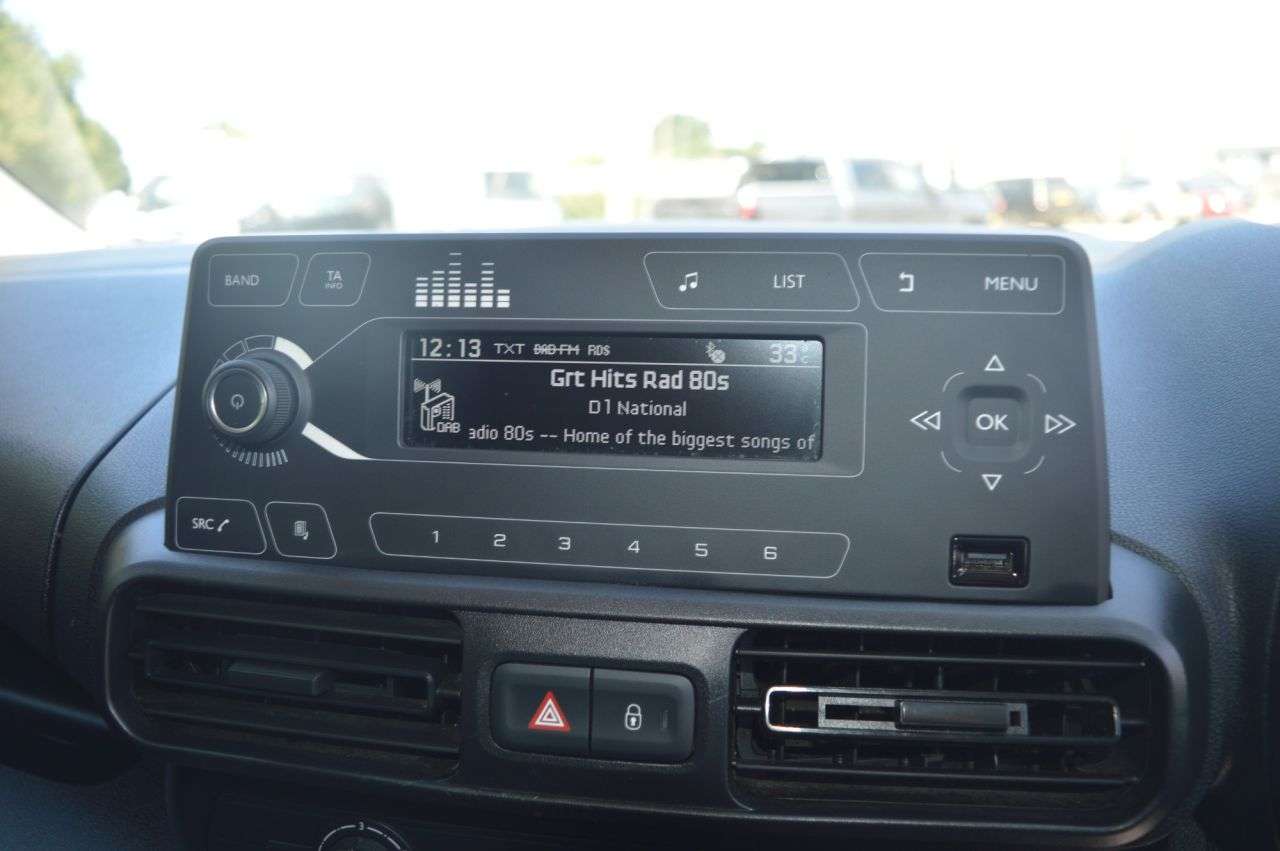 BAND
TA
INFO
LIST
MENU
12:13 TXT DAB-FM RDS 33°C
Grt Hits Rad 80s
D1 National
DAB
adio 80s -- Home of the biggest songs of
OK
SRC
1 2 3 4 5 6
3